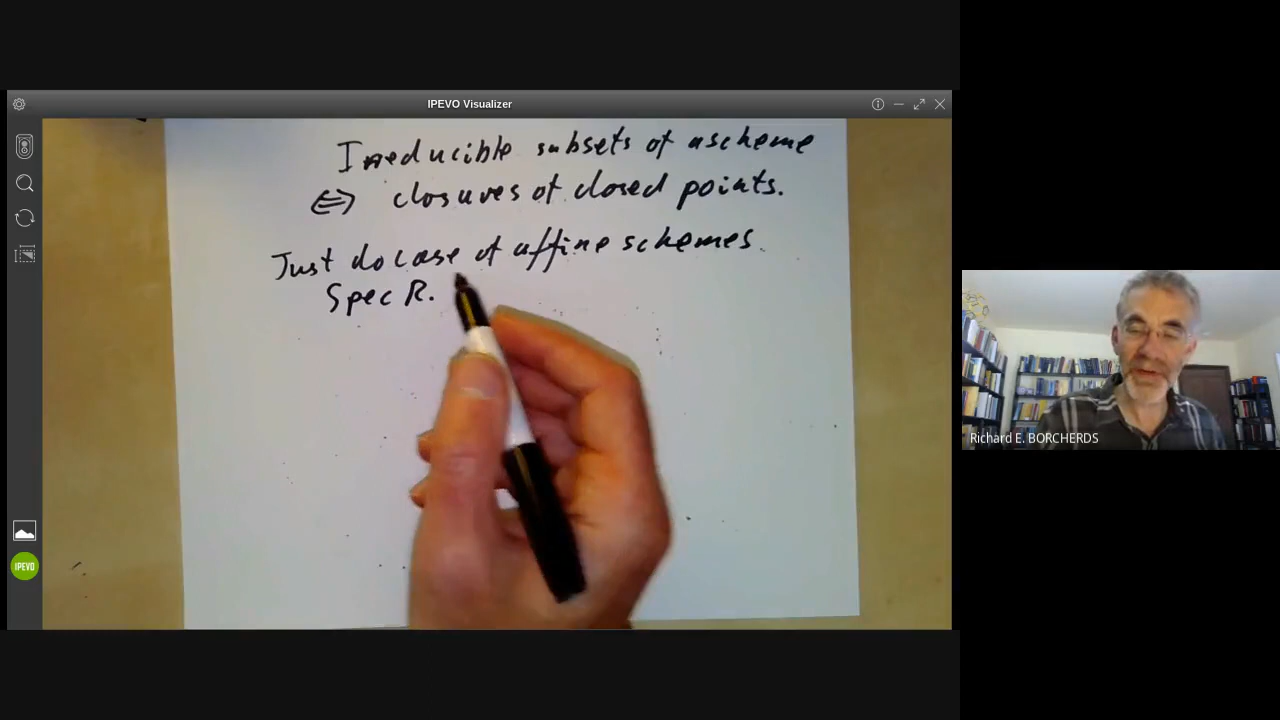 IPEVO Visualizer
Irreducible subsets of a scheme
⇔ closures of closed points.
Just do case of affine schemes.
Spec R.
IPEVO
Richard E. BORCHERDS